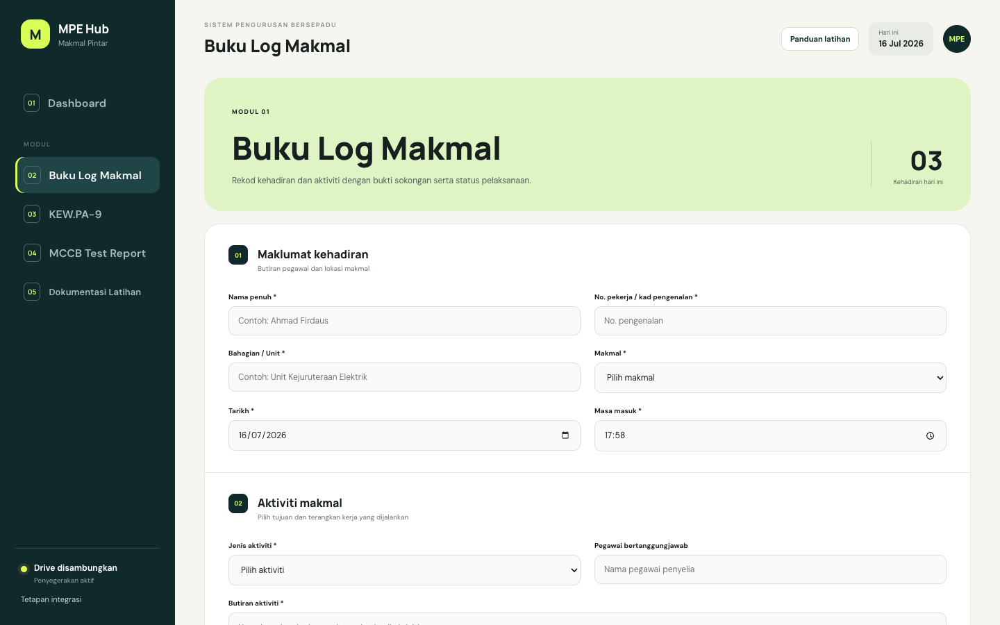 M
MPE Hub
Makmal Pintar
01 Dashboard
MODUL
02 Buku Log Makmal
03 KEW.PA-9
04 MCCB Test Report
05 Dokumentasi Latihan
Drive disambungkan
Penyegerakan aktif
Tetapan integrasi
SISTEM PENGURUSAN BERSEPADU
Buku Log Makmal
Panduan latihan
Hari ini
16 Jul 2026
MPE
MODUL 01
Buku Log Makmal
Rekod kehadiran dan aktiviti dengan bukti sokongan serta status pelaksanaan.
03
Kehadiran hari ini
01 Maklumat kehadiran
Butiran pegawai dan lokasi makmal
Nama penuh *
Contoh: Ahmad Firdaus
No. pekerja / kad pengenalan *
No. pengenalan
Bahagian / Unit *
Contoh: Unit Kejuruteraan Elektrik
Makmal *
Pilih makmal
Tarikh *
16/07/2026
Masa masuk *
17:58
02 Aktiviti makmal
Pilih tujuan dan terangkan kerja yang dijalankan
Jenis aktiviti *
Pilih aktiviti
Pegawai bertanggungjawab
Nama pegawai penyelia
Butiran aktiviti *